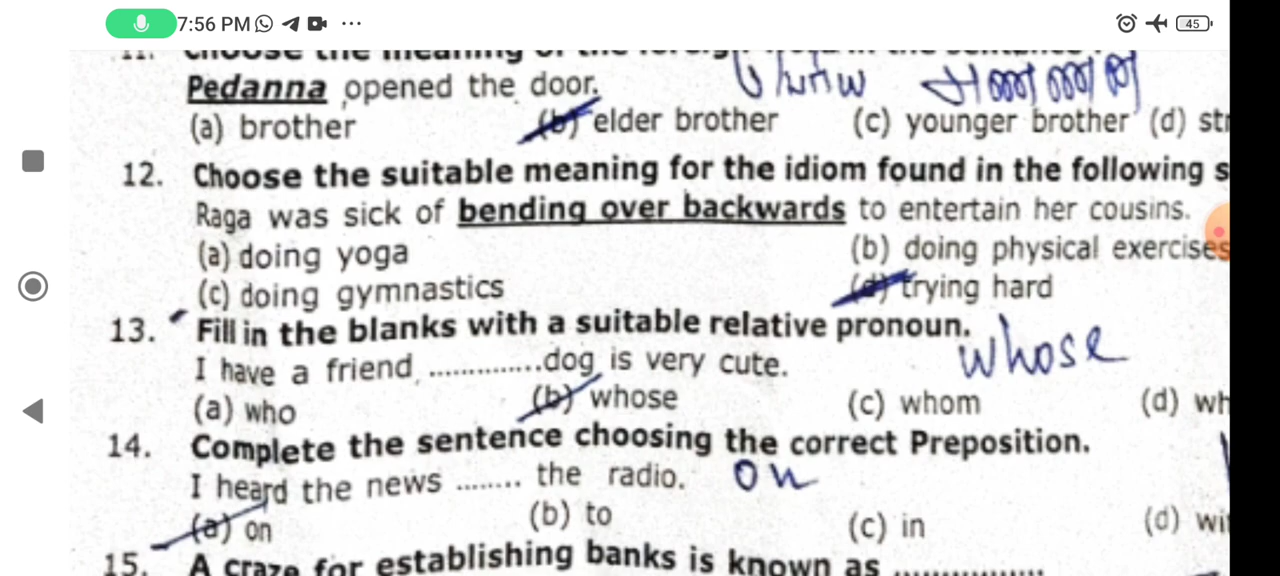 7:56 PM
45
Pedanna opened the door.
(a) brother (b) elder brother (c) younger brother (d)
12. Choose the suitable meaning for the idiom found in the following
Raga was sick of bending over backwards to entertain her cousins.
(a) doing yoga (b) doing physical exercises
(c) doing gymnastics (d) trying hard
13. Fill in the blanks with a suitable relative pronoun.
whose
I have a friend ..............dog is very cute.
(a) who (b) whose (c) whom (d)
14. Complete the sentence choosing the correct Preposition.
I heard the news ........ the radio. on
(a) on (b) to (c) in (d)
15. A craze for establishing banks is known as ................